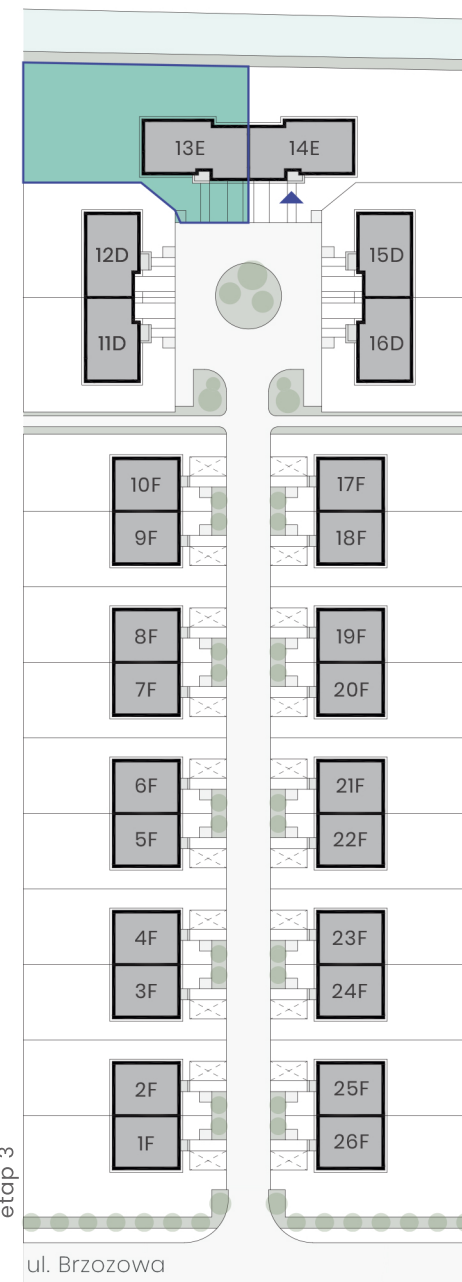 13E 14E
12D 15D
11D 16D
10F 17F
9F 18F
8F 19F
7F 20F
6F 21F
5F 22F
4F 23F
3F 24F
2F 25F
1F 26F
etap 3
ul. Brzozowa